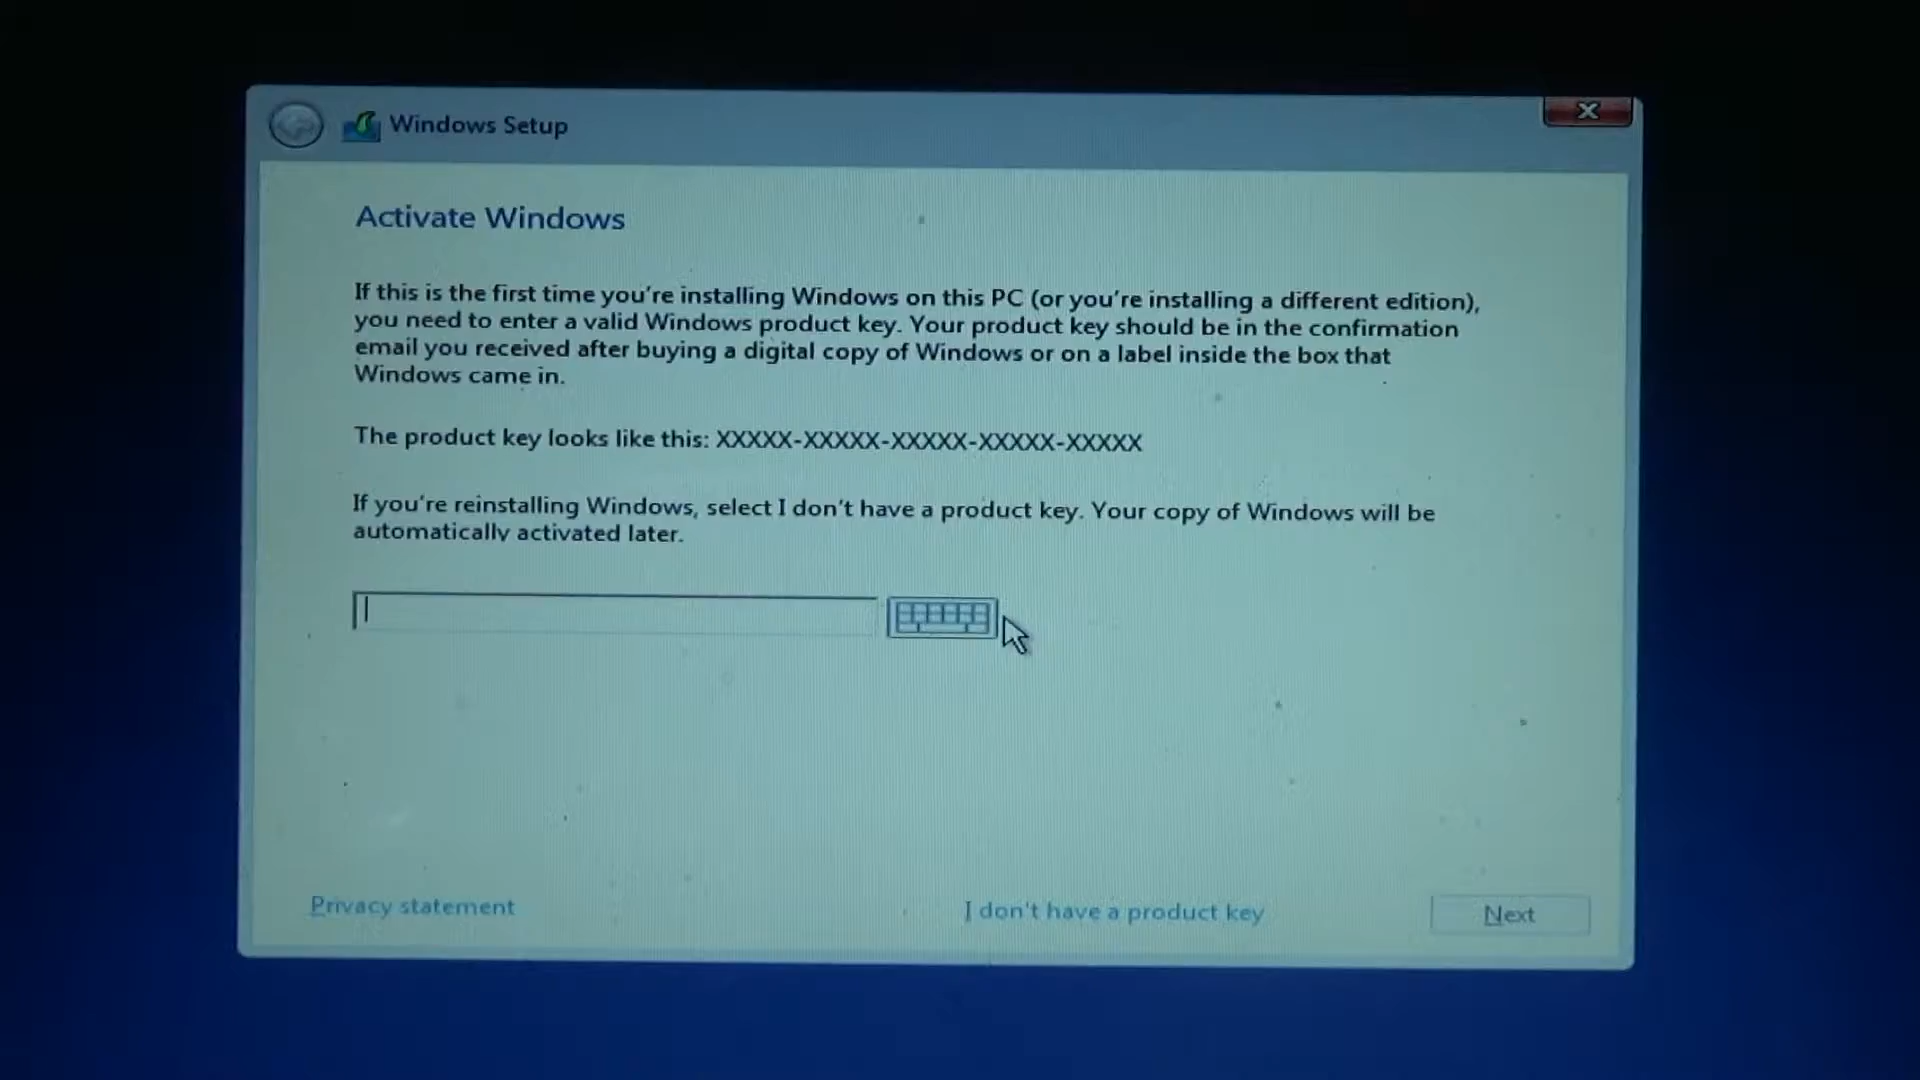 Windows Setup
Activate Windows
If this is the first time you're installing Windows on this PC (or you're installing a different edition),
you need to enter a valid Windows product key. Your product key should be in the confirmation
email you received after buying a digital copy of Windows or on a label inside the box that
Windows came in.
The product key looks like this: XXXXX-XXXXX-XXXXX-XXXXX-XXXXX
If you're reinstalling Windows, select I don't have a product key. Your copy of Windows will be
automatically activated later.
Privacy statement
I don't have a product key
Next